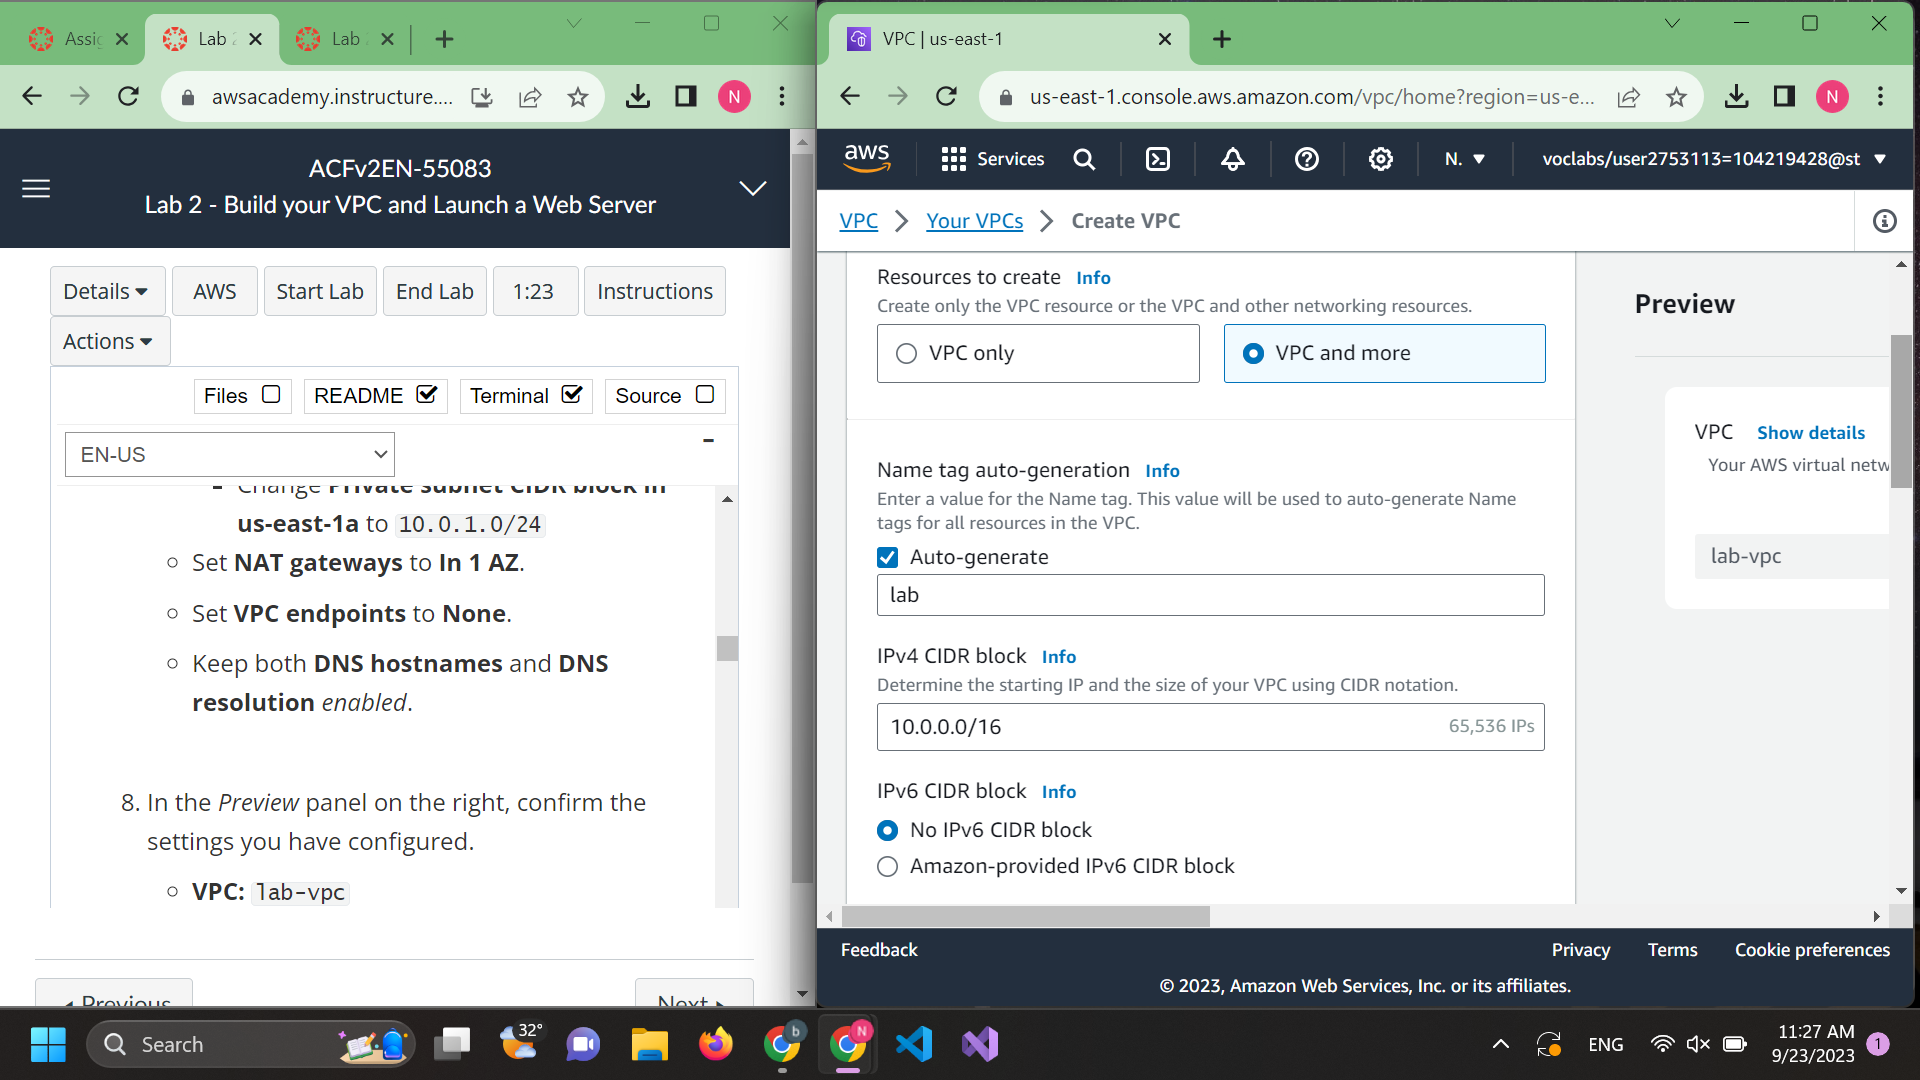 Assig
Lab 2
Lab
awsacademy.instructure....
N
ACFv2EN-55083
Lab 2 - Build your VPC and Launch a Web Server
Details
AWS
Start Lab
End Lab
1:23
Instructions
Actions
Files
README
Terminal
Source
EN-US
Change Private subnet CIDR block in
us-east-1a to 10.0.1.0/24
Set NAT gateways to In 1 AZ.
Set VPC endpoints to None.
Keep both DNS hostnames and DNS
resolution enabled.
8. In the Preview panel on the right, confirm the
settings you have configured.
VPC: lab-vpc
Previous
Next
VPC | us-east-1
us-east-1.console.aws.amazon.com/vpc/home?region=us-e...
N
aws
Services
N.
voclabs/user2753113=104219428@st
VPC
Your VPCs
Create VPC
Resources to create Info
Create only the VPC resource or the VPC and other networking resources.
VPC only
VPC and more
Name tag auto-generation Info
Enter a value for the Name tag. This value will be used to auto-generate Name
tags for all resources in the VPC.
Auto-generate
lab
IPv4 CIDR block Info
Determine the starting IP and the size of your VPC using CIDR notation.
10.0.0.0/16
65,536 IPs
IPv6 CIDR block Info
No IPv6 CIDR block
Amazon-provided IPv6 CIDR block
Preview
VPC Show details
Your AWS virtual netw
lab-vpc
Feedback
Privacy
Terms
Cookie preferences
© 2023, Amazon Web Services, Inc. or its affiliates.
Search
32°
b
N
ENG
11:27 AM
9/23/2023
1